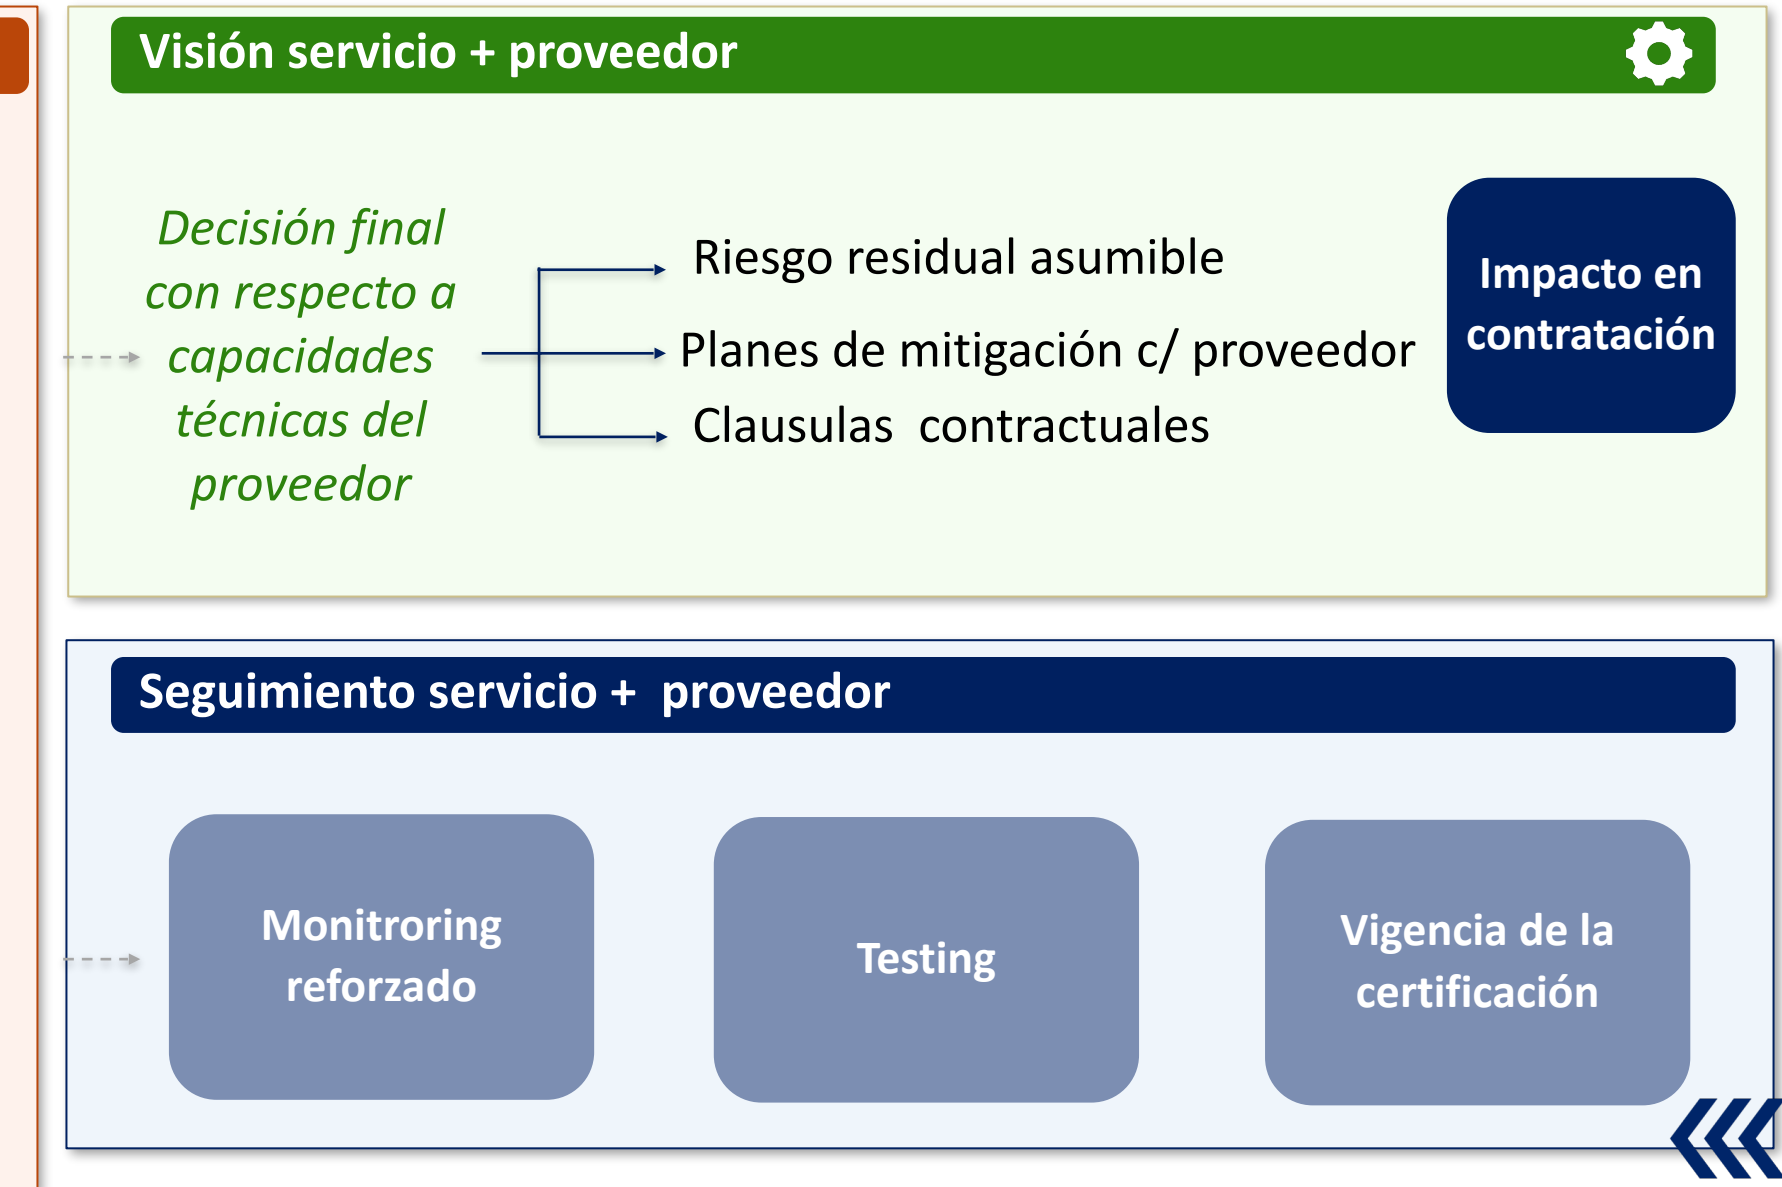 Visión servicio + proveedor
Decisión final
con respecto a
capacidades
técnicas del
proveedor
Riesgo residual asumible
Planes de mitigación c/ proveedor
Clausulas  contractuales
Impacto en
contratación
Seguimiento servicio +  proveedor
Monitroring
reforzado
Testing
Vigencia de la
certificación